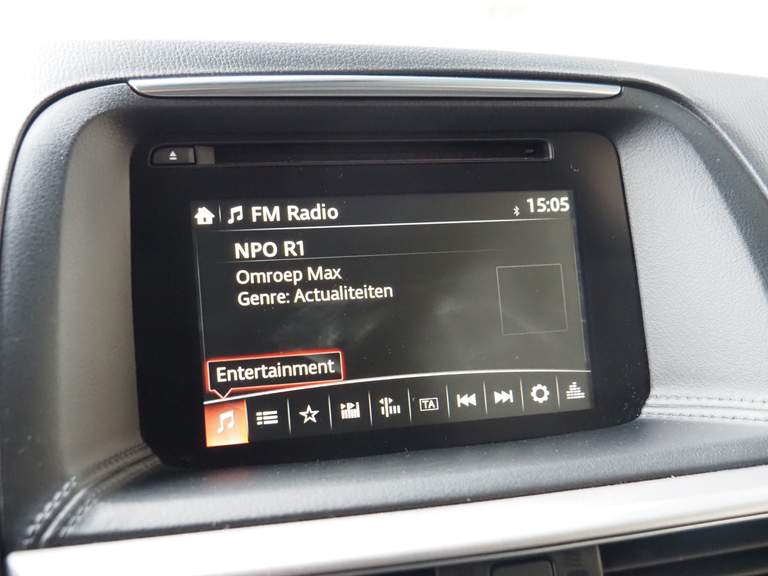 FM Radio
15:05
NPO R1
Omroep Max
Genre: Actualiteiten
Entertainment
TA